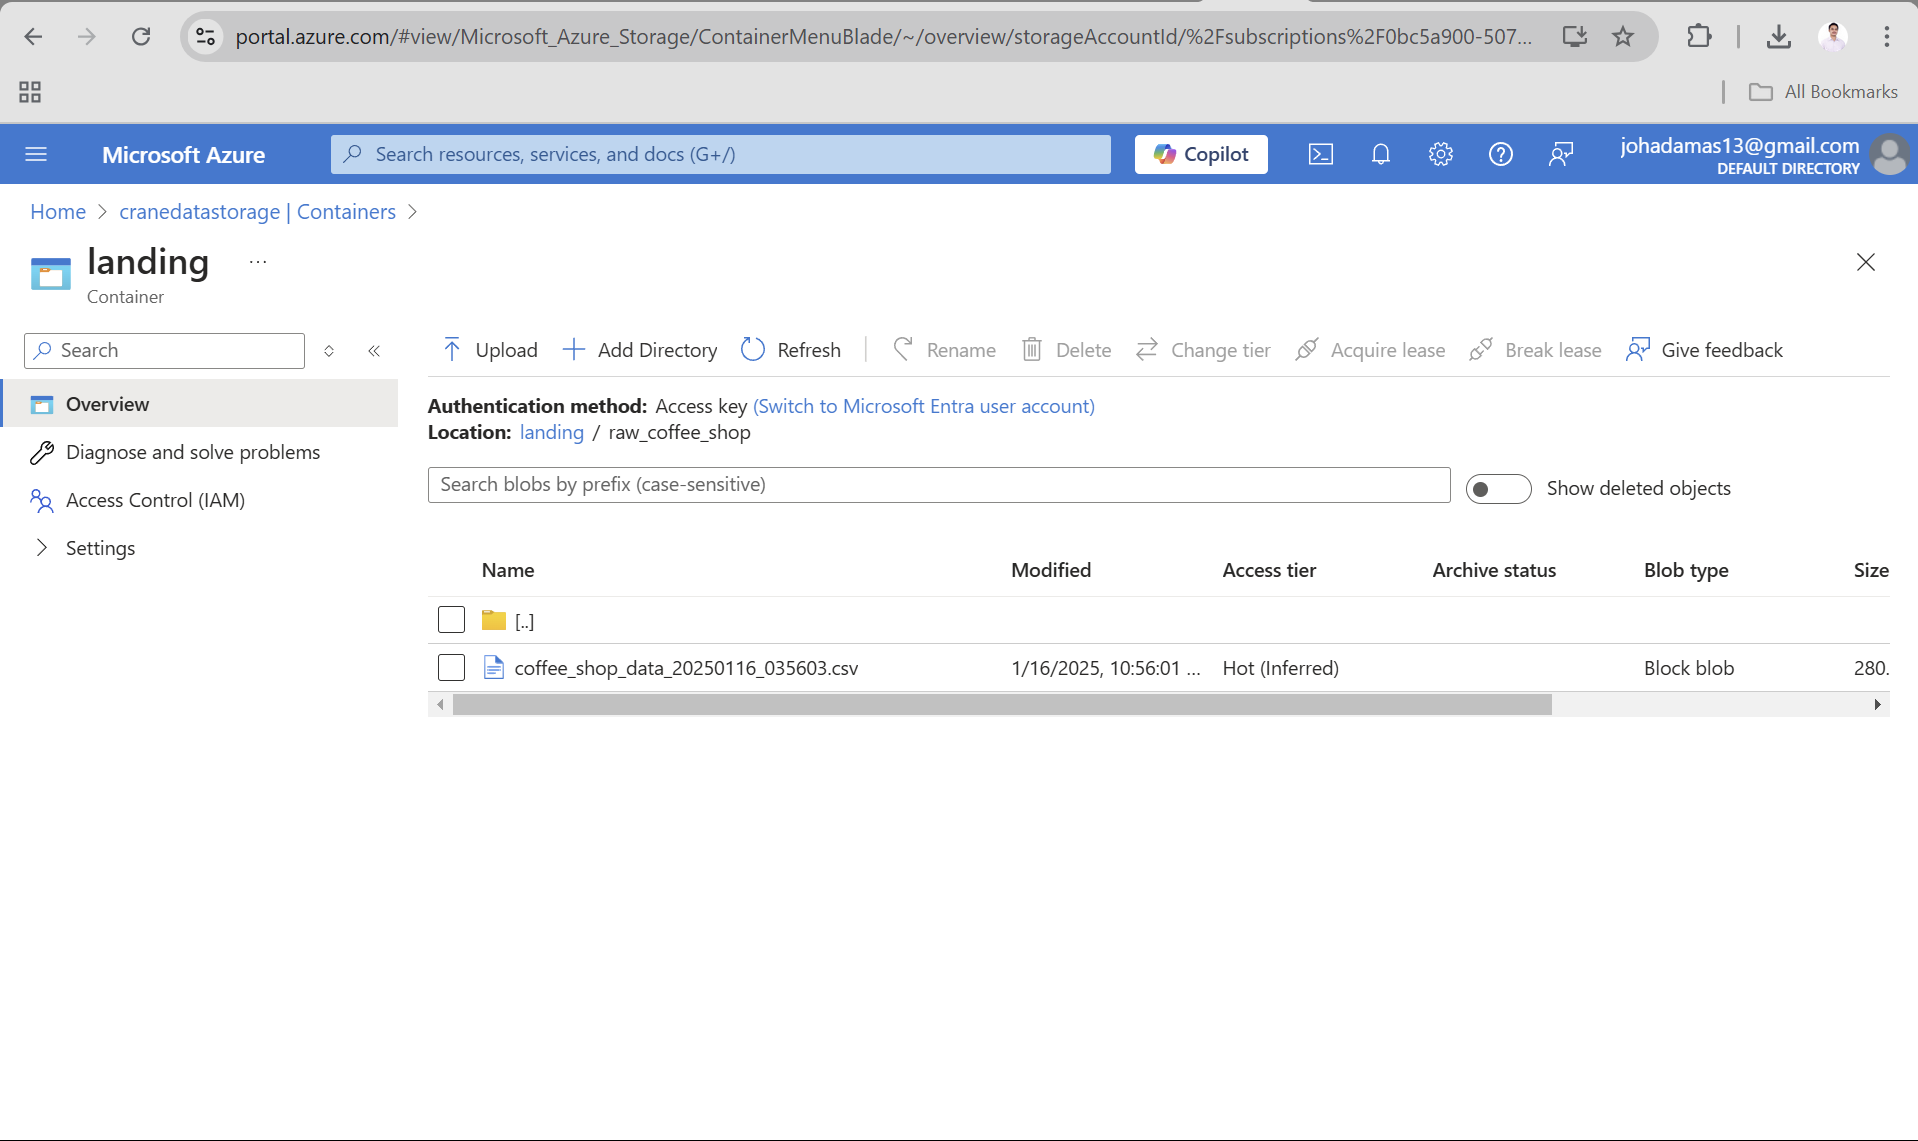 portal.azure.com/#view/Microsoft_Azure_Storage/ContainerMenuBlade/~/overview/storageAccountId/%2Fsubscriptions%2F0bc5a900-507...
All Bookmarks
Microsoft Azure
Search resources, services, and docs (G+/)
Copilot
johadamas13@gmail.com
DEFAULT DIRECTORY
Home > cranedatastorage | Containers >
landing ...
Container
Search
Overview
Diagnose and solve problems
Access Control (IAM)
Settings
Upload Add Directory Refresh Rename Delete Change tier Acquire lease Break lease Give feedback
Authentication method: Access key (Switch to Microsoft Entra user account)
Location: landing / raw_coffee_shop
Search blobs by prefix (case-sensitive)
Show deleted objects
Name Modified Access tier Archive status Blob type Size
[..]
coffee_shop_data_20250116_035603.csv 1/16/2025, 10:56:01 ... Hot (Inferred) Block blob 280.